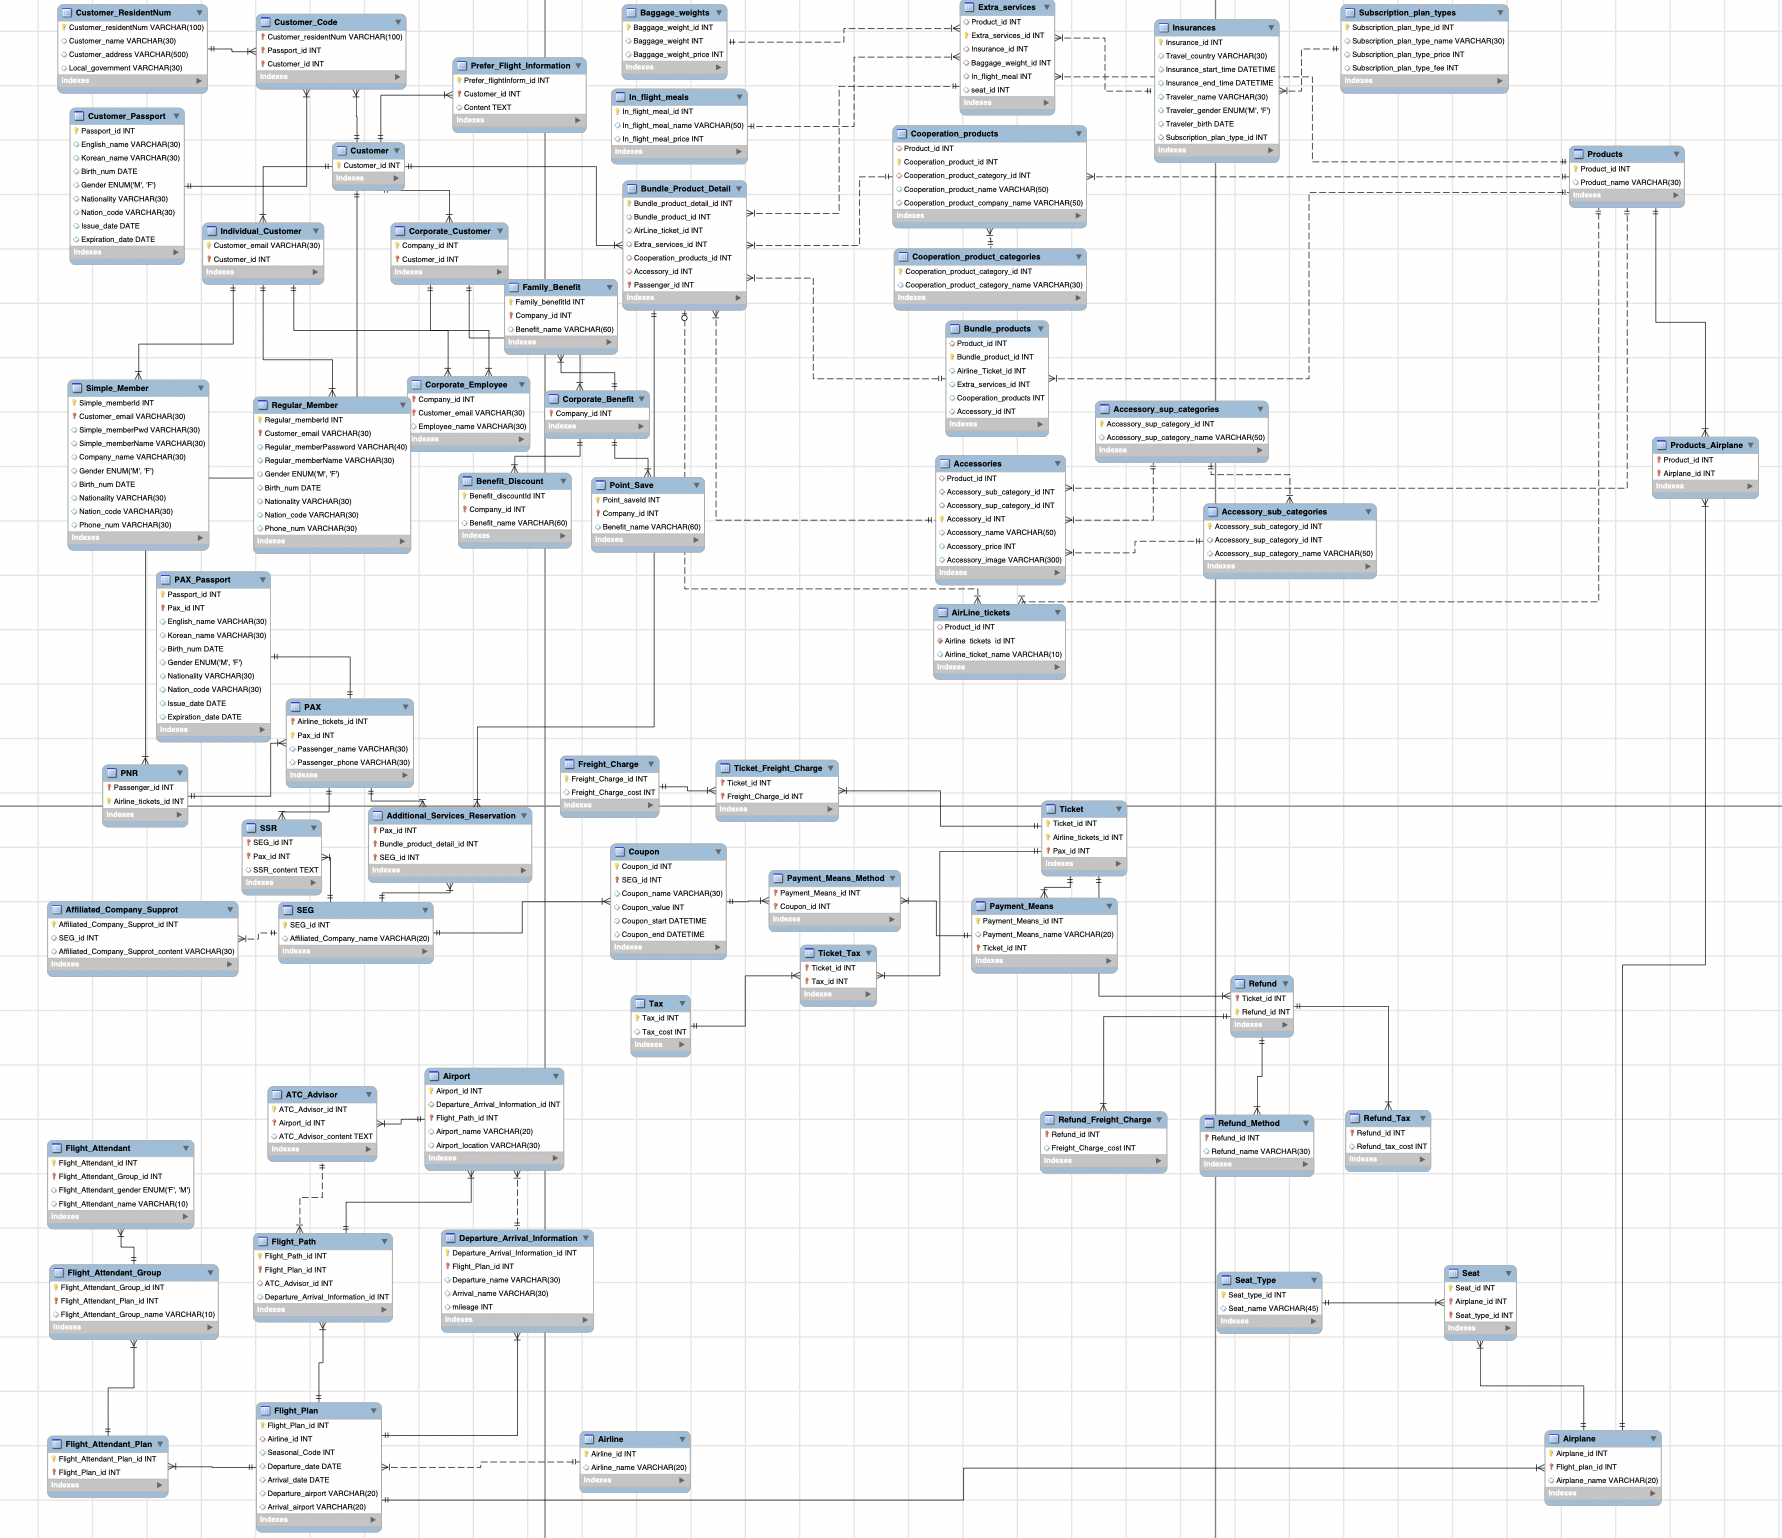 Customer_ResidentNum
Customer_residentNum VARCHAR(100)
Customer_name VARCHAR(30)
Customer_address VARCHAR(500)
Local_government VARCHAR(30)
Indexes
Customer_Code
Customer_residentNum VARCHAR(100)
Passport_id INT
Customer_id INT
Indexes
Prefer_Flight_Information
Prefer_flightInform_id INT
Customer_id INT
Content TEXT
Indexes
Customer_Passport
Passport_id INT
English_name VARCHAR(30)
Korean_name VARCHAR(30)
Birth_num DATE
Gender ENUM('M', 'F')
Nationality VARCHAR(30)
Nation_code VARCHAR(30)
Issue_date DATE
Expiration_date DATE
Indexes
Customer
Customer_id INT
Indexes
Individual_Customer
Customer_email VARCHAR(30)
Customer_id INT
Indexes
Corporate_Customer
Company_id INT
Customer_id INT
Indexes
Family_Benefit
Family_benefitId INT
Company_id INT
Benefit_name VARCHAR(60)
Indexes
Baggage_weights
Baggage_weight_id INT
Baggage_weight INT
Baggage_weight_price INT
Indexes
In_flight_meals
In_flight_meal_id INT
In_flight_meal_name VARCHAR(50)
In_flight_meal_price INT
Indexes
Bundle_Product_Detail
Bundle_product_detail_id INT
Bundle_product_id INT
AirLine_ticket_id INT
Extra_services_id INT
Cooperation_products_id INT
Accessory_id INT
Passenger_id INT
Indexes
Extra_services
Product_id INT
Extra_services_id INT
Insurance_id INT
Baggage_weight_id INT
In_flight_meal INT
seat_id INT
Indexes
Insurances
Insurance_id INT
Travel_country VARCHAR(30)
Insurance_start_time DATETIME
Insurance_end_time DATETIME
Traveler_name VARCHAR(30)
Traveler_gender ENUM('M', 'F')
Traveler_birth DATE
Subscription_plan_type_id INT
Indexes
Subscription_plan_types
Subscription_plan_type_id INT
Subscription_plan_type_name VARCHAR(30)
Subscription_plan_type_price INT
Subscription_plan_type_fee INT
Indexes
Cooperation_products
Product_id INT
Cooperation_product_id INT
Cooperation_product_category_id INT
Cooperation_product_name VARCHAR(50)
Cooperation_product_company_name VARCHAR(50)
Indexes
Products
Product_id INT
Product_name VARCHAR(30)
Indexes
Cooperation_product_categories
Cooperation_product_category_id INT
Cooperation_product_category_name VARCHAR(30)
Indexes
Bundle_products
Product_id INT
Bundle_product_id INT
Airline_Ticket_id INT
Extra_services_id INT
Cooperation_products INT
Accessory_id INT
Indexes
Simple_Member
Simple_memberId INT
Customer_email VARCHAR(30)
Simple_memberPwd VARCHAR(30)
Simple_memberName VARCHAR(30)
Company_name VARCHAR(30)
Gender ENUM('M', 'F')
Birth_num DATE
Nationality VARCHAR(30)
Nation_code VARCHAR(30)
Phone_num VARCHAR(30)
Indexes
Regular_Member
Regular_memberId INT
Customer_email VARCHAR(30)
Regular_memberPassword VARCHAR(40)
Regular_memberName VARCHAR(30)
Gender ENUM('M', 'F')
Birth_num DATE
Nationality VARCHAR(30)
Nation_code VARCHAR(30)
Phone_num VARCHAR(30)
Indexes
Corporate_Employee
Company_id INT
Customer_email VARCHAR(30)
Employee_name VARCHAR(30)
Indexes
Corporate_Benefit
Company_id INT
Indexes
Benefit_Discount
Benefit_discountId INT
Company_id INT
Benefit_name VARCHAR(60)
Indexes
Point_Save
Point_saveId INT
Company_id INT
Benefit_name VARCHAR(60)
Indexes
Accessory_sup_categories
Accessory_sup_category_id INT
Accessory_sup_category_name VARCHAR(50)
Indexes
Accessories
Product_id INT
Accessory_sub_category_id INT
Accessory_sup_category_id INT
Accessory_id INT
Accessory_name VARCHAR(50)
Accessory_price INT
Accessory_image VARCHAR(300)
Indexes
Accessory_sub_categories
Accessory_sub_category_id INT
Accessory_sup_category_id INT
Accessory_sup_category_name VARCHAR(50)
Indexes
Products_Airplane
Product_id INT
Airplane_id INT
Indexes
AirLine_tickets
Product_id INT
Airline_tickets_id INT
Airline_ticket_name VARCHAR(10)
Indexes
PAX_Passport
Passport_id INT
Pax_id INT
English_name VARCHAR(30)
Korean_name VARCHAR(30)
Birth_num DATE
Gender ENUM('M', 'F')
Nationality VARCHAR(30)
Nation_code VARCHAR(30)
Issue_date DATE
Expiration_date DATE
Indexes
PAX
Airline_tickets_id INT
Pax_id INT
Passenger_name VARCHAR(30)
Passenger_phone VARCHAR(30)
Indexes
PNR
Passenger_id INT
Airline_tickets_id INT
Indexes
SSR
SEG_id INT
Pax_id INT
SSR_content TEXT
Indexes
Additional_Services_Reservation
Pax_id INT
Bundle_product_detail_id INT
SEG_id INT
Indexes
Freight_Charge
Freight_Charge_id INT
Freight_Charge_cost INT
Indexes
Ticket_Freight_Charge
Ticket_id INT
Freight_Charge_id INT
Indexes
Ticket
Ticket_id INT
Airline_tickets_id INT
Pax_id INT
Indexes
Coupon
Coupon_id INT
SEG_id INT
Coupon_name VARCHAR(30)
Coupon_value INT
Coupon_start DATETIME
Coupon_end DATETIME
Indexes
Payment_Means_Method
Payment_Means_id INT
Coupon_id INT
Indexes
Payment_Means
Payment_Means_id INT
Payment_Means_name VARCHAR(20)
Ticket_id INT
Indexes
Affiliated_Company_Supprot
Affiliated_Company_Supprot_id INT
SEG_id INT
Affiliated_Company_Supprot_content VARCHAR(30)
Indexes
SEG
SEG_id INT
Affiliated_Company_name VARCHAR(20)
Indexes
Ticket_Tax
Ticket_id INT
Tax_id INT
Indexes
Tax
Tax_id INT
Tax_cost INT
Indexes
Refund
Ticket_id INT
Refund_id INT
Indexes
Refund_Freight_Charge
Refund_id INT
Freight_Charge_cost INT
Indexes
Refund_Method
Refund_id INT
Refund_name VARCHAR(30)
Indexes
Refund_Tax
Refund_id INT
Refund_tax_cost INT
Indexes
ATC_Advisor
ATC_Advisor_id INT
Airport_id INT
ATC_Advisor_content TEXT
Indexes
Airport
Airport_id INT
Departure_Arrival_Information_id INT
Flight_Path_id INT
Airport_name VARCHAR(20)
Airport_location VARCHAR(30)
Indexes
Flight_Attendant
Flight_Attendant_id INT
Flight_Attendant_Group_id INT
Flight_Attendant_gender ENUM('F', 'M')
Flight_Attendant_name VARCHAR(10)
Indexes
Flight_Path
Flight_Path_id INT
Flight_Plan_id INT
ATC_Advisor_id INT
Departure_Arrival_Information_id INT
Indexes
Departure_Arrival_Information
Departure_Arrival_Information_id INT
Flight_Plan_id INT
Departure_name VARCHAR(30)
Arrival_name VARCHAR(30)
mileage INT
Indexes
Flight_Attendant_Group
Flight_Attendant_Group_id INT
Flight_Attendant_Plan_id INT
Flight_Attendant_Group_name VARCHAR(10)
Indexes
Seat_Type
Seat_type_id INT
Seat_name VARCHAR(45)
Indexes
Seat
Seat_id INT
Airplane_id INT
Seat_type_id INT
Indexes
Flight_Plan
Flight_Plan_id INT
Airline_id INT
Seasonal_Code INT
Departure_date DATE
Arrival_date DATE
Departure_airport VARCHAR(20)
Arrival_airport VARCHAR(20)
Indexes
Flight_Attendant_Plan
Flight_Attendant_Plan_id INT
Flight_Plan_id INT
Indexes
Airline
Airline_id INT
Airline_name VARCHAR(20)
Indexes
Airplane
Airplane_id INT
Flight_plan_id INT
Airplane_name VARCHAR(20)
Indexes